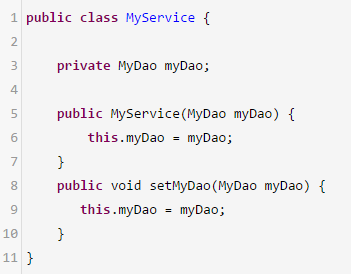 1 public class MyService {
2
3     private MyDao myDao;
4
5     public MyService(MyDao myDao) {
6         this.myDao = myDao;
7     }
8     public void setMyDao(MyDao myDao) {
9        this.myDao = myDao;
10     }
11 }